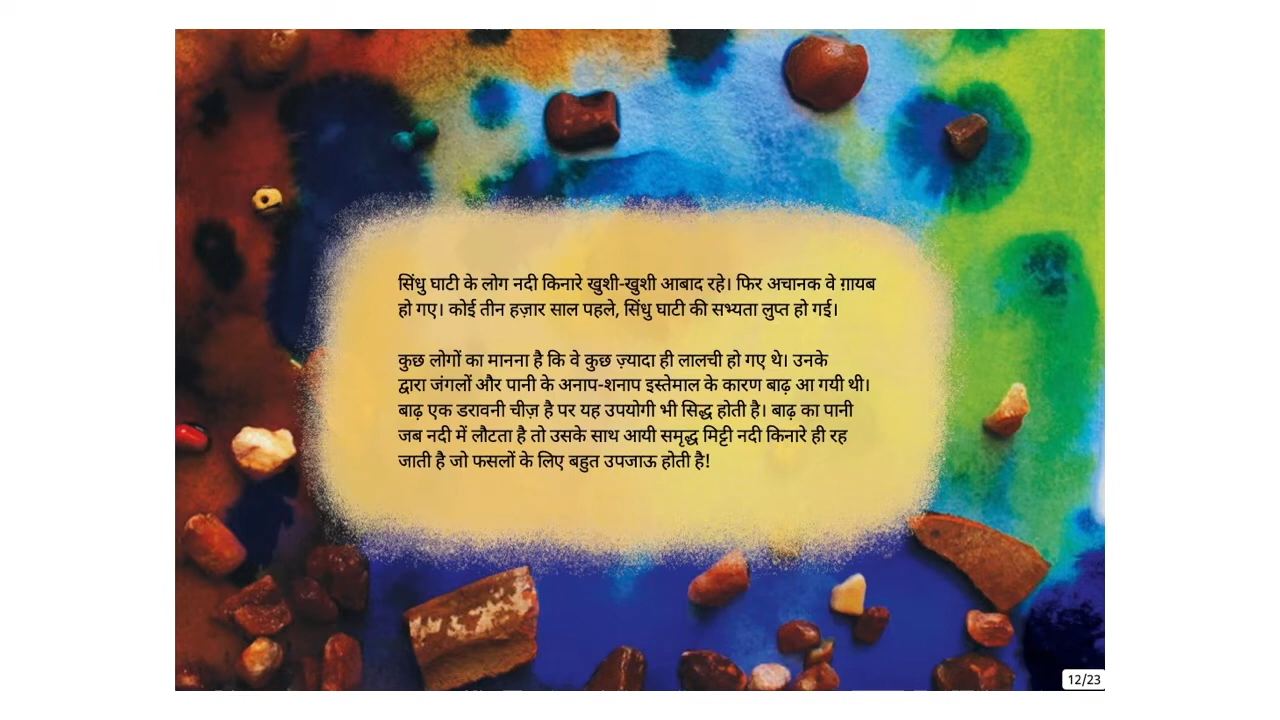 सिंधु घाटी के लोग नदी किनारे खुशी-खुशी आबाद रहे। फिर अचानक वे ग़ायब
हो गए। कोई तीन हज़ार साल पहले, सिंधु घाटी की सभ्यता लुप्त हो गई।
कुछ लोगों का मानना है कि वे कुछ ज़्यादा ही लालची हो गए थे। उनके
द्वारा जंगलों और पानी के अनाप-शनाप इस्तेमाल के कारण बाढ़ आ गयी थी।
बाढ़ एक डरावनी चीज़ है पर यह उपयोगी भी सिद्ध होती है। बाढ़ का पानी
जब नदी में लौटता है तो उसके साथ आयी समृद्ध मिट्टी नदी किनारे ही रह
जाती है जो फसलों के लिए बहुत उपजाऊ होती है!
12/23